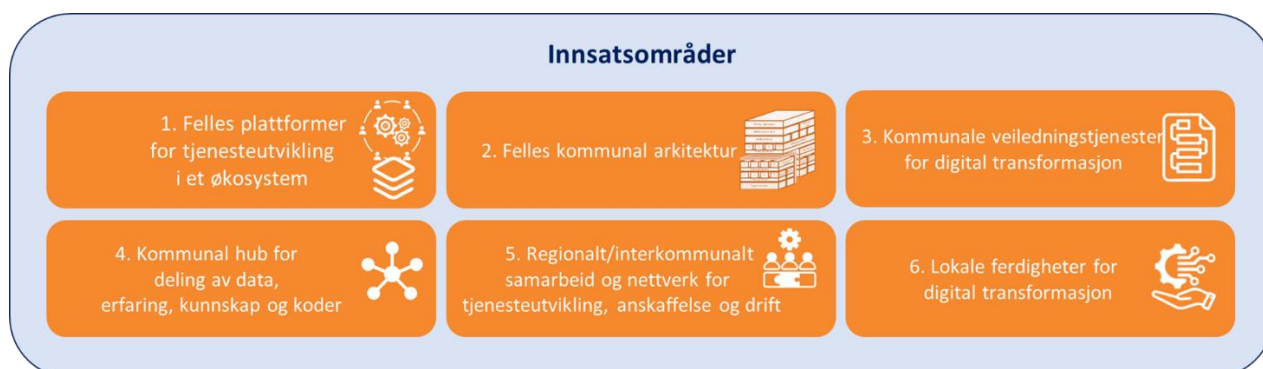 Innsatsområder
1. Felles plattformer
for tjenesteutvikling
i et økosystem
2. Felles kommunal arkitektur
3. Kommunale veiledningstjenester
for digital transformasjon
4. Kommunal hub for
deling av data,
erfaring, kunnskap og koder
5. Regionalt/interkommunalt
samarbeid og nettverk for
tjenesteutvikling, anskaffelse og drift
6. Lokale ferdigheter for
digital transformasjon